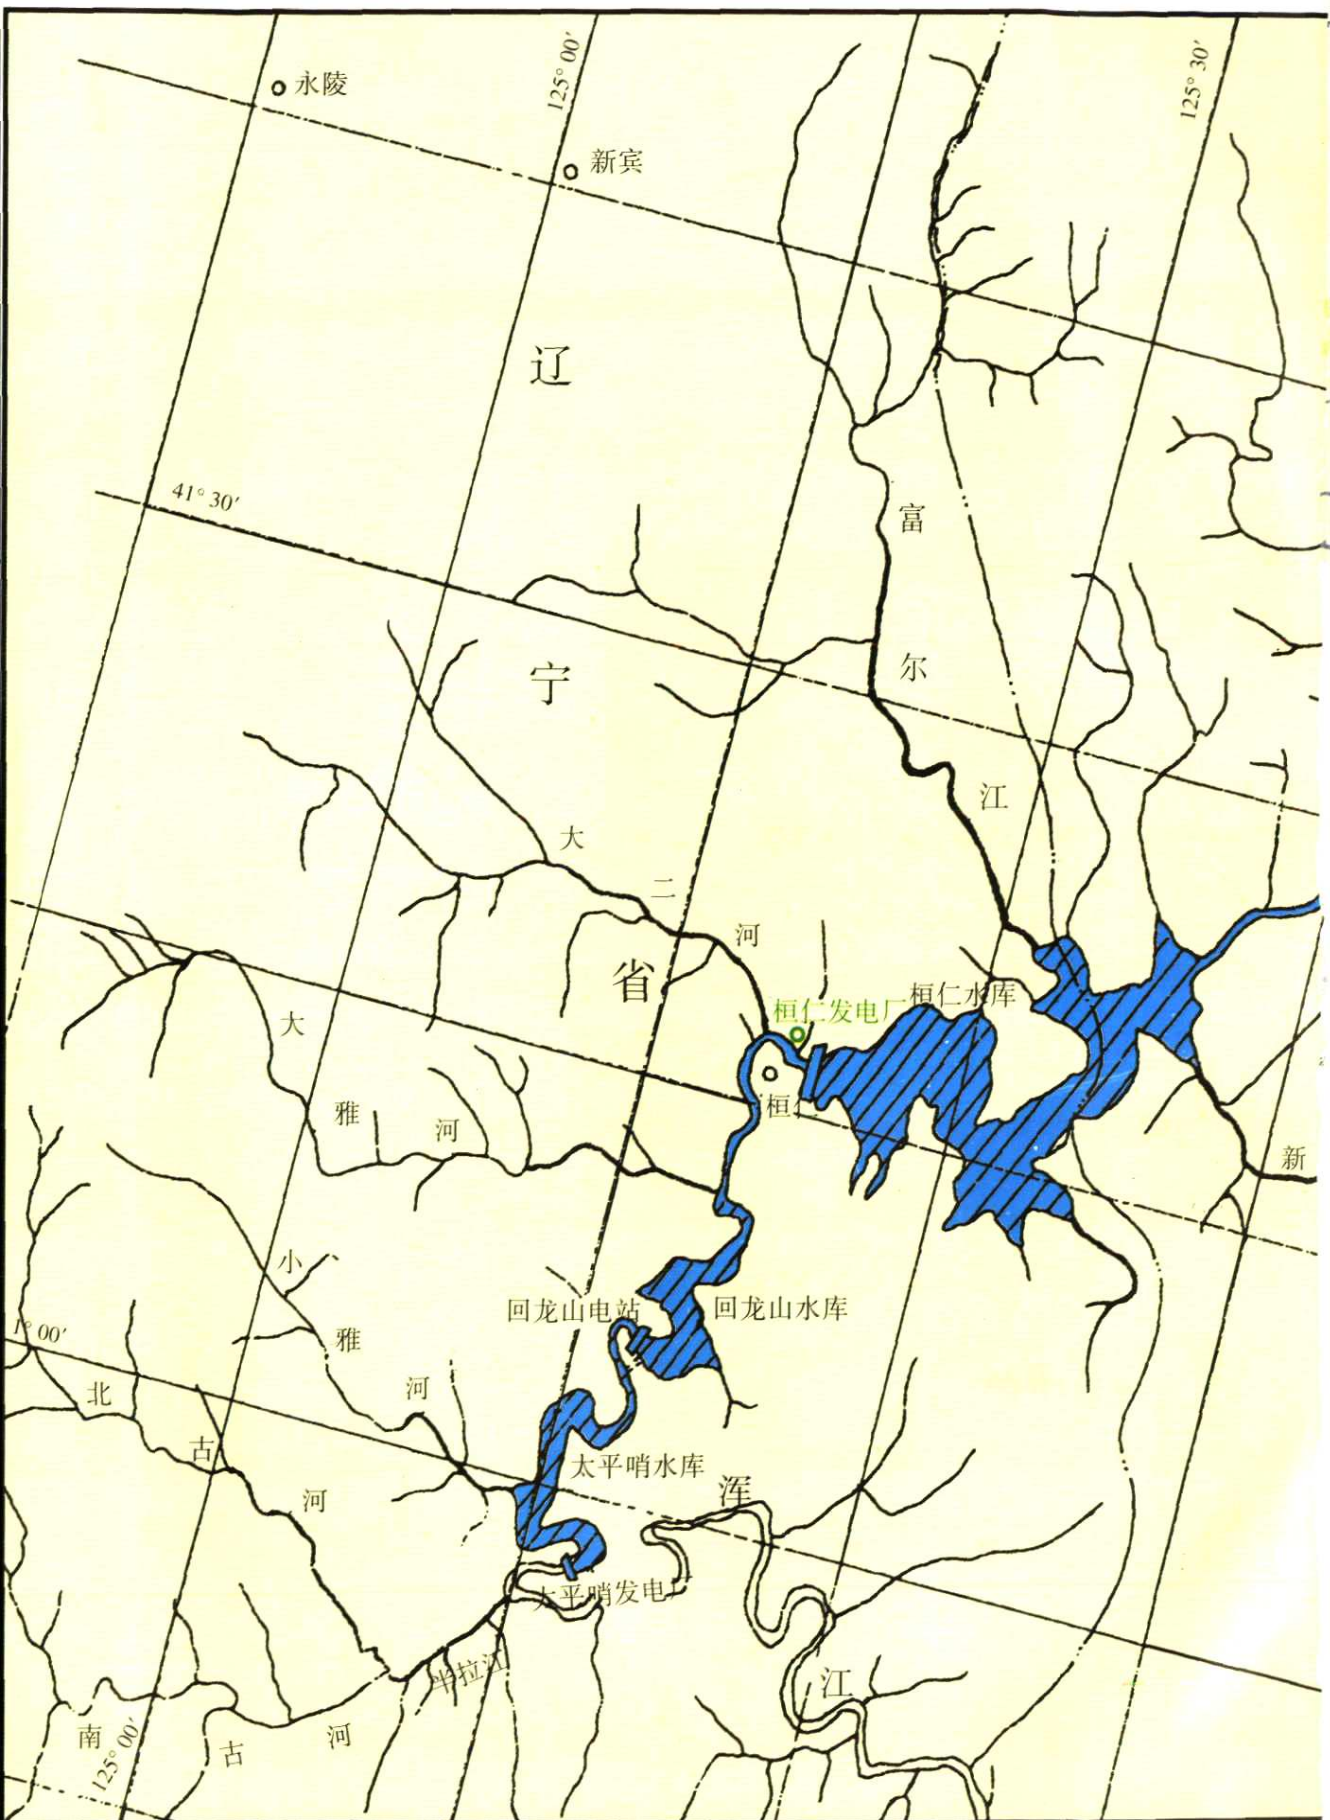 永陵
125° 00′
125° 30′
新宾
辽
41° 30′
富
尔
江
宁
大
二
河
省
桓仁发电厂
桓仁水库
桓仁
大
雅
河
新
小
雅
河
回龙山电站
回龙山水库
1° 00′
北
古
河
太平哨水库
浑
江
太平哨发电厂
半拉江
南
古
河
125° 00′